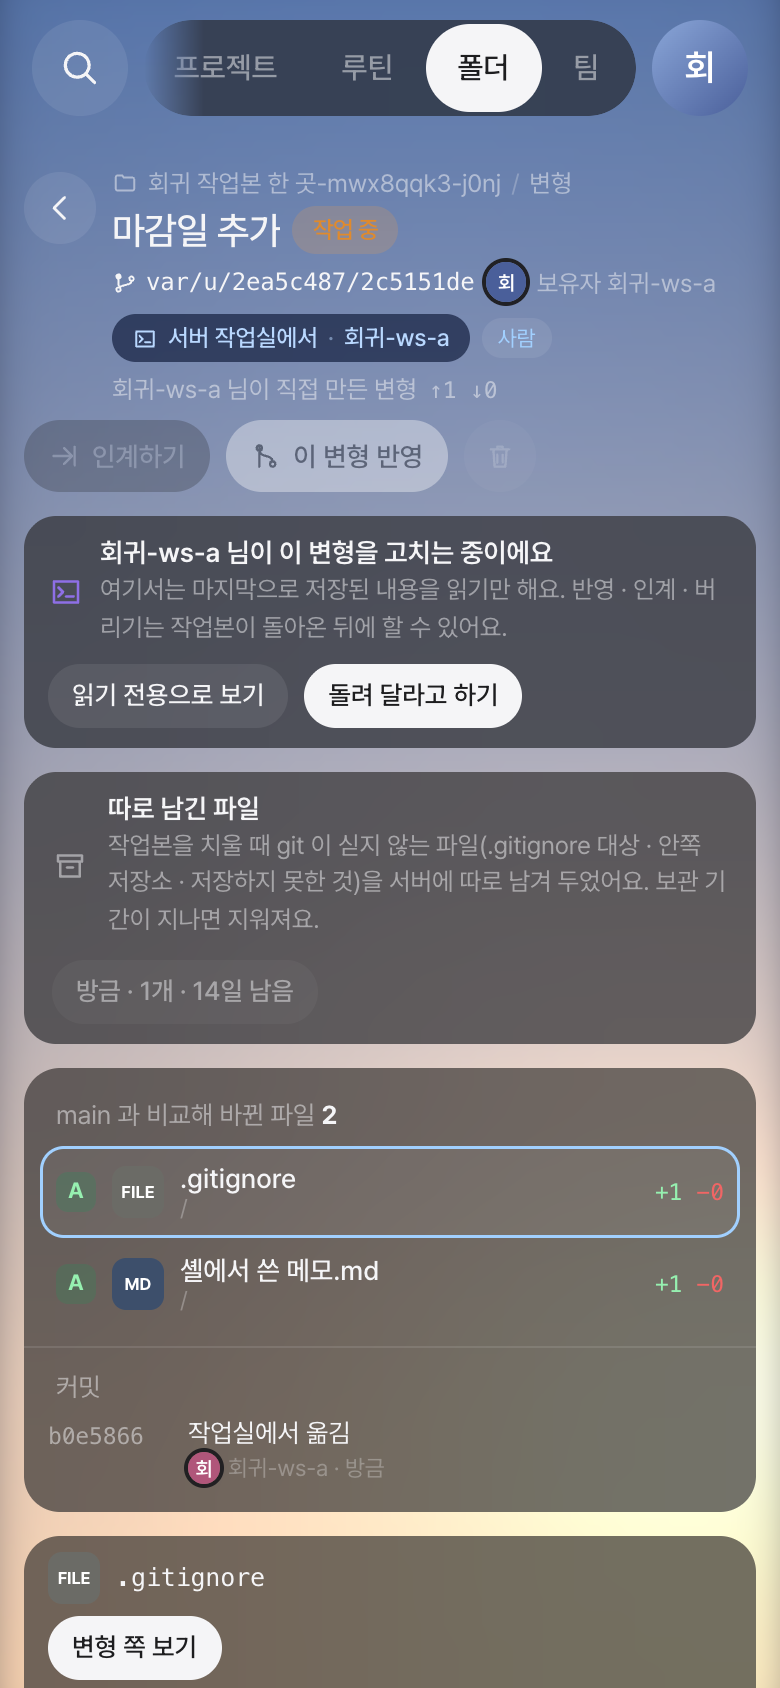 프로젝트 루틴 폴더 팀 회
회귀 작업본 한 곳-mwx8qqk3-j0nj / 변형
마감일 추가 작업 중
var/u/2ea5c487/2c5151de 회 보유자 회귀-ws-a
서버 작업실에서 · 회귀-ws-a 사람
회귀-ws-a 님이 직접 만든 변형 ↑1 ↓0
인계하기 이 변형 반영
회귀-ws-a 님이 이 변형을 고치는 중이에요
여기서는 마지막으로 저장된 내용을 읽기만 해요. 반영 · 인계 · 버
리기는 작업본이 돌아온 뒤에 할 수 있어요.
읽기 전용으로 보기 돌려 달라고 하기
따로 남긴 파일
작업본을 치울 때 git 이 싣지 않는 파일(.gitignore 대상 · 안쪽
저장소 · 저장하지 못한 것)을 서버에 따로 남겨 두었어요. 보관 기
간이 지나면 지워져요.
방금 · 1개 · 14일 남음
main 과 비교해 바뀐 파일 2
A FILE .gitignore +1 −0
/
A MD 셸에서 쓴 메모.md +1 −0
/
커밋
b0e5866 작업실에서 옮김
회 회귀-ws-a · 방금
FILE .gitignore
변형 쪽 보기